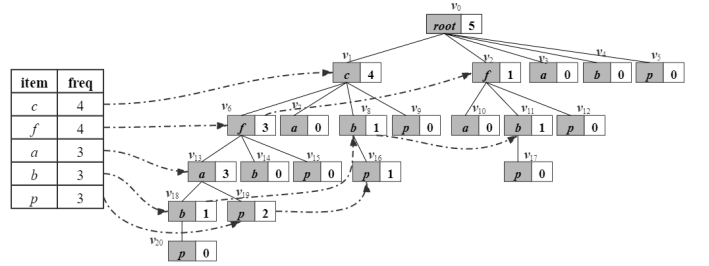 v0
root 5
v1 v2 v3 v4 v5
c 4 f 1 a 0 b 0 p 0
item freq
c 4
f 4
a 3
b 3
p 3
v6 v7 v8 v9 v10 v11 v12
f 3 a 0 b 1 p 0 a 0 b 1 p 0
v13 v14 v15 v16 v17
a 3 b 0 p 0 p 1 p 0
v18 v19
b 1 p 2
v20
p 0